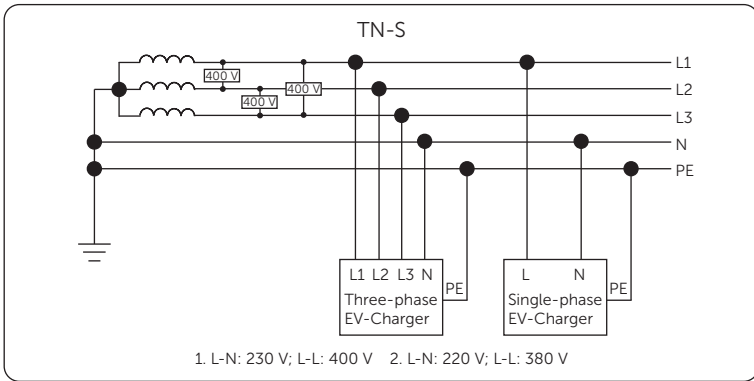 TN-S
L1
400 V
L2
400 V
400 V
L3
N
PE
L1 L2 L3 N
PE
Three-phase
EV-Charger
L N
PE
Single-phase
EV-Charger
1. L-N: 230 V; L-L: 400 V 2. L-N: 220 V; L-L: 380 V